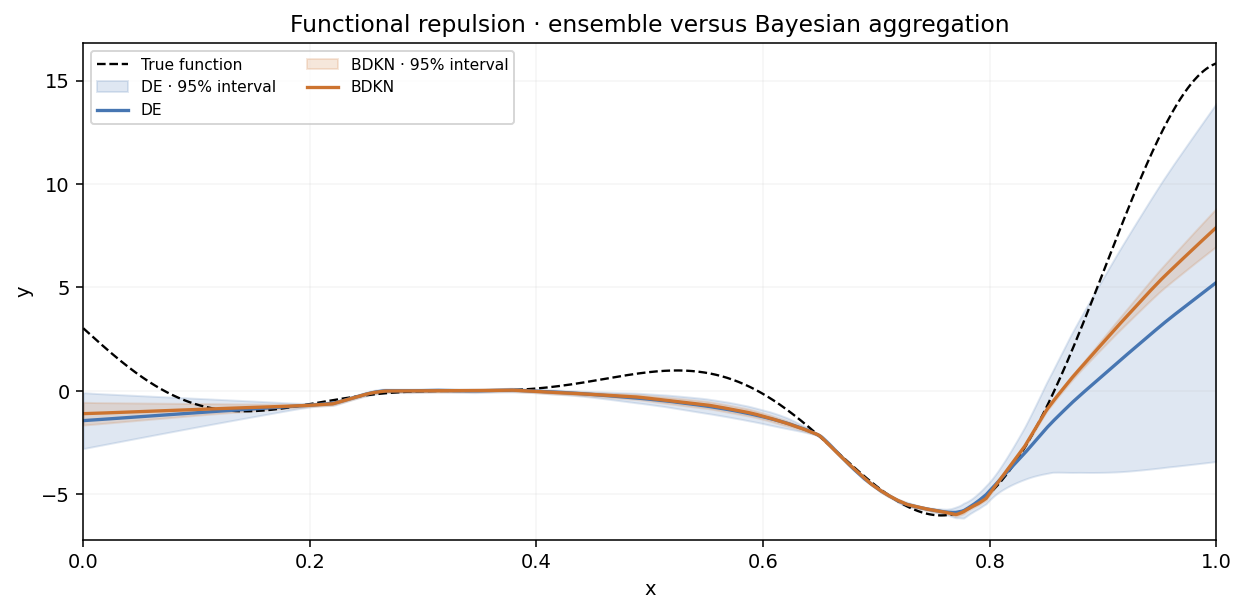 Functional repulsion · ensemble versus Bayesian aggregation
True function
DE · 95% interval
DE
BDKN · 95% interval
BDKN
15
10
5
0
−5
y
0.0 0.2 0.4 0.6 0.8 1.0
x